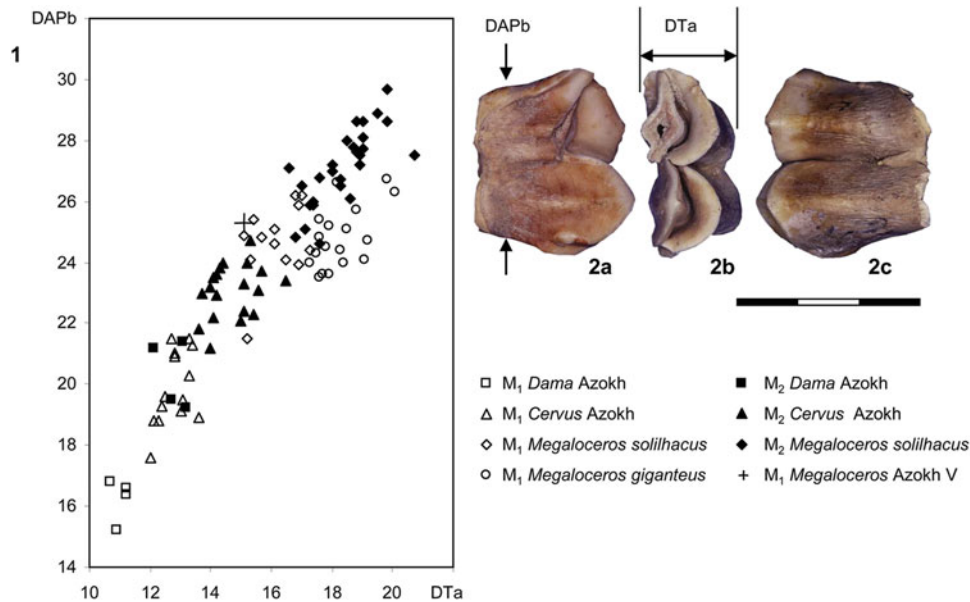 1
DAPb
30
28
26
24
22
20
18
16
14
10 12 14 16 18 20 DTa
DAPb
DTa
2a 2b 2c
M1 Dama Azokh
M1 Cervus Azokh
M1 Megaloceros solilhacus
M1 Megaloceros giganteus
M2 Dama Azokh
M2 Cervus Azokh
M2 Megaloceros solilhacus
M1 Megaloceros Azokh V